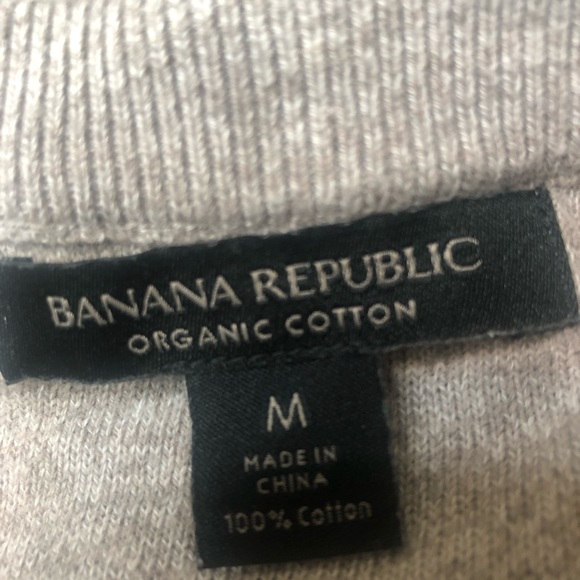 BANANA REPUBLIC
ORGANIC COTTON
M
MADE IN
CHINA
100% Cotton